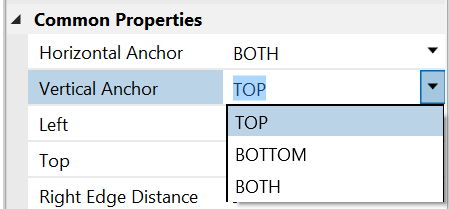 Common Properties
Horizontal Anchor BOTH
Vertical Anchor TOP
Left TOP
Top BOTTOM
Right Edge Distance BOTH